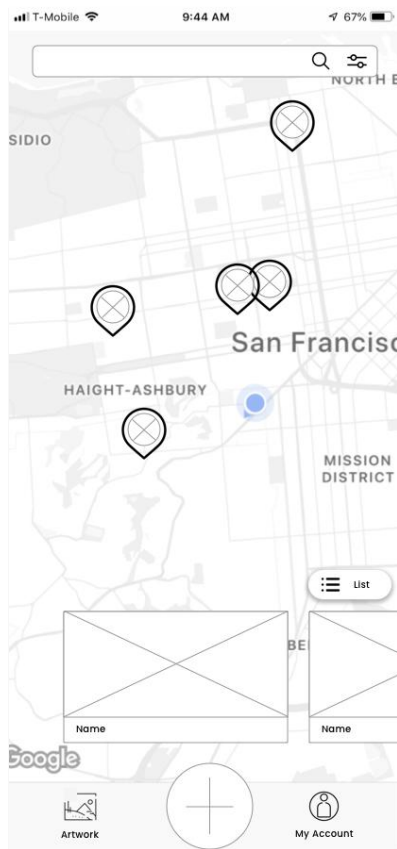 T-Mobile 9:44 AM 67%
NORTH B
SIDIO
San Francisc
HAIGHT-ASHBURY
MISSION
DISTRICT
List
BE
Name Name
Google
Artwork My Account